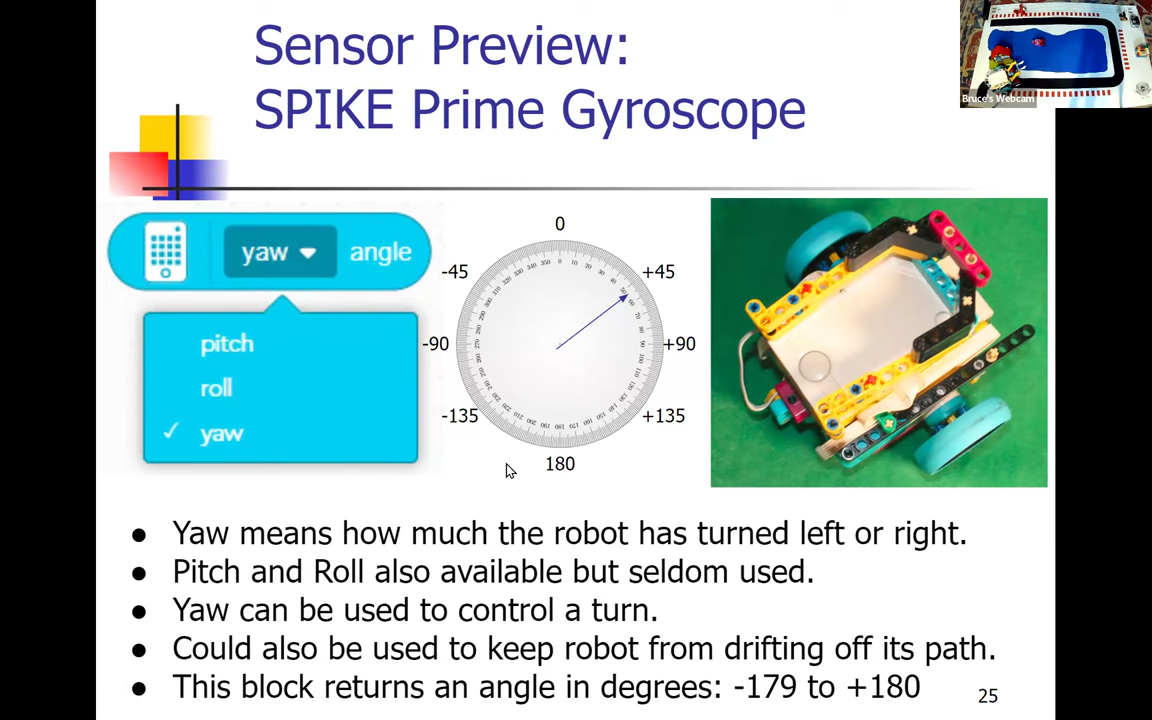 Sensor Preview:
SPIKE Prime Gyroscope
Bruce's Webcam
yaw angle
pitch
roll
✓ yaw
0
-45
+45
-90
+90
-135
+135
180
● Yaw means how much the robot has turned left or right.
● Pitch and Roll also available but seldom used.
● Yaw can be used to control a turn.
● Could also be used to keep robot from drifting off its path.
● This block returns an angle in degrees: -179 to +180
25